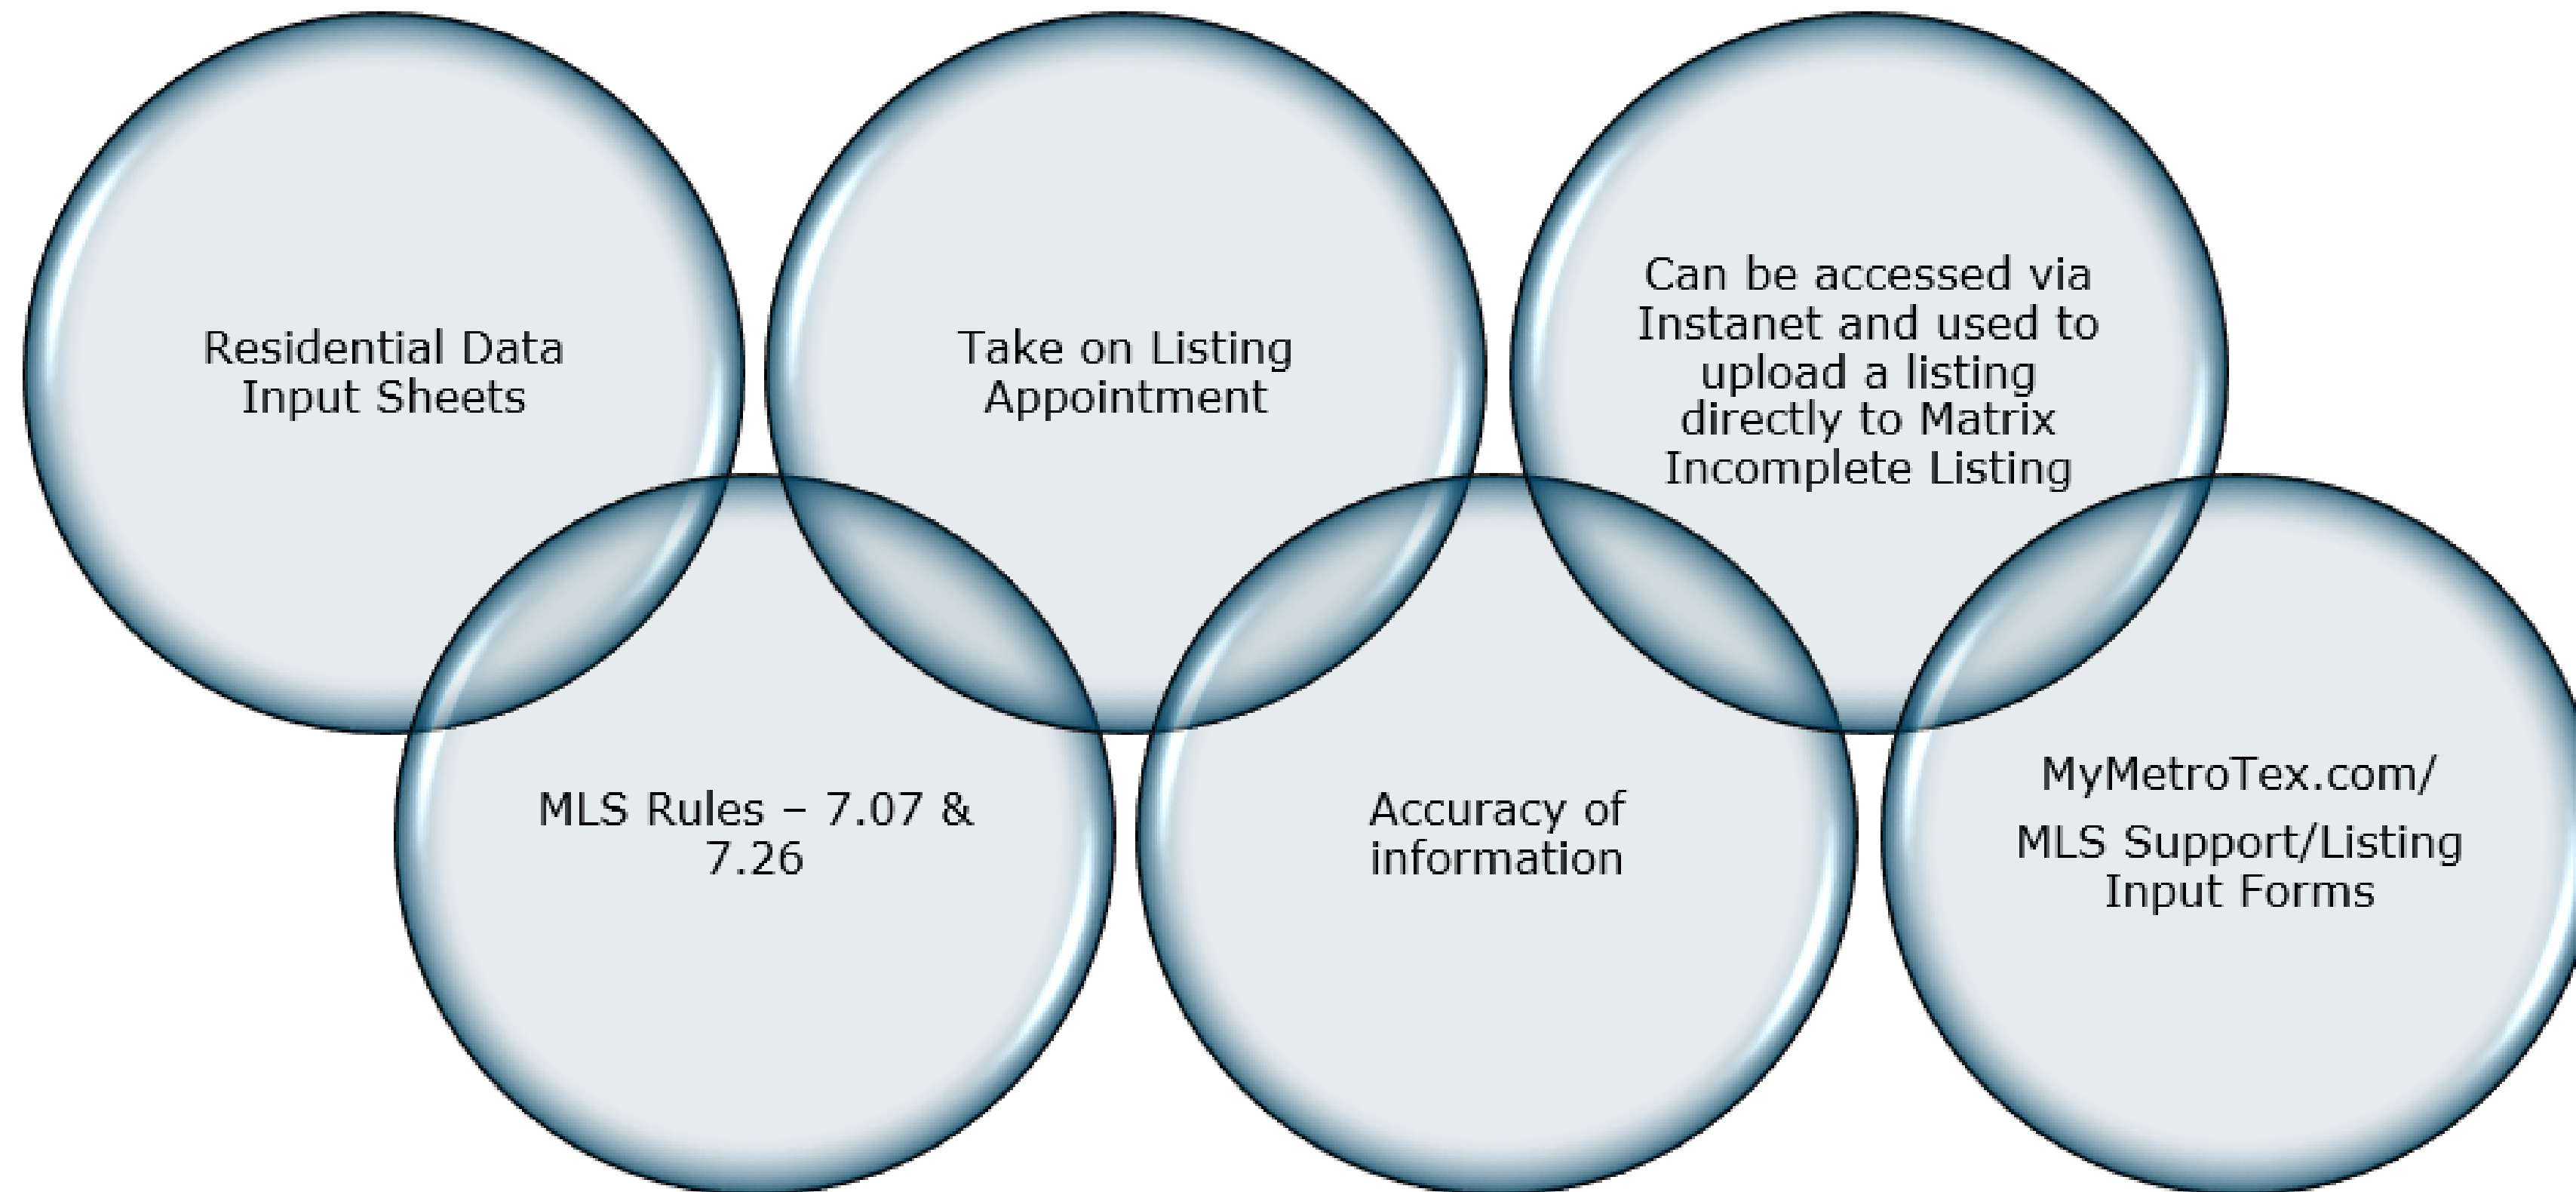 Residential Data
Input Sheets
MLS Rules – 7.07 &
7.26
Take on Listing
Appointment
Accuracy of
information
Can be accessed via
Instanet and used to
upload a listing
directly to Matrix
Incomplete Listing
MyMetroTex.com/
MLS Support/Listing
Input Forms